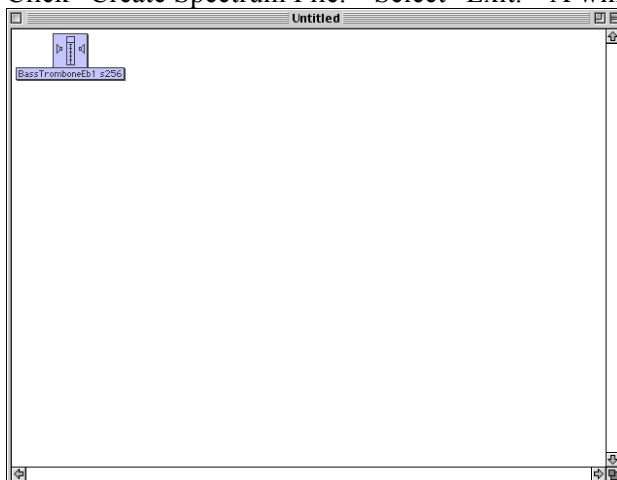 Click "Create Spectrum File." Select "Exit." A
Untitled
BassTromboneEb1 s256